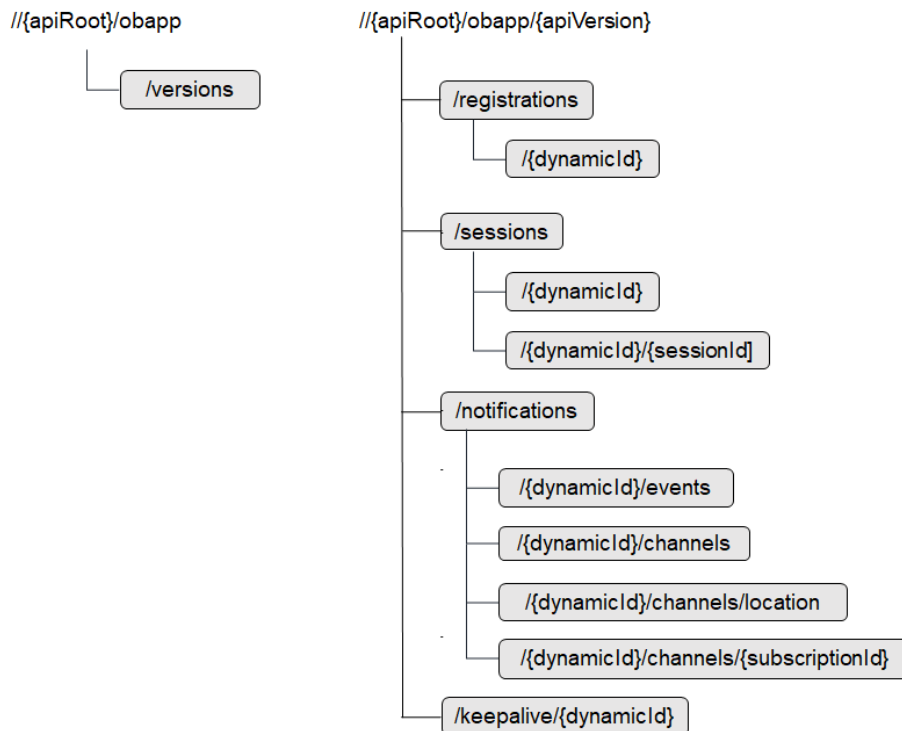 //{apiRoot}/obapp
/versions
//{apiRoot}/obapp/{apiVersion}
/registrations
/{dynamicId}
/sessions
/{dynamicId}
/{dynamicId}/{sessionId]
/notifications
/{dynamicId}/events
/{dynamicId}/channels
/{dynamicId}/channels/location
/{dynamicId}/channels/{subscriptionId}
/keepalive/{dynamicId}